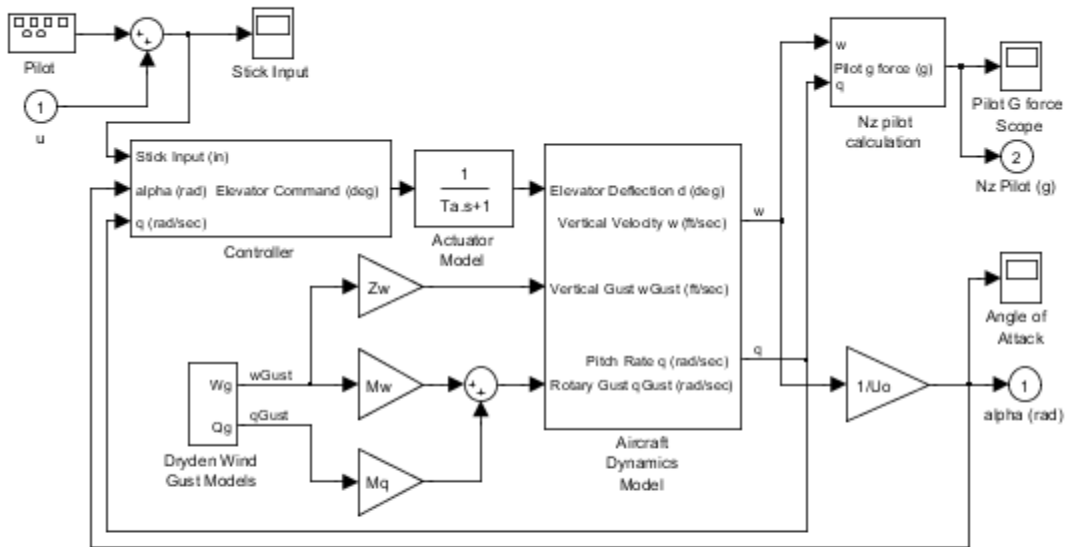 Pilot
1
u
Stick Input
Stick Input (in)
alpha (rad) Elevator Command (deg)
q (rad/sec)
Controller
1
Ta.s+1
Actuator
Model
Elevator Deflection d (deg)
Vertical Velocity w (ft/sec)
Vertical Gust wGust (ft/sec)
Pitch Rate q (rad/sec)
Rotary Gust qGust (rad/sec)
Aircraft
Dynamics
Model
w
q
w
Pilot g force (g)
q
Nz pilot
calculation
Pilot G force
Scope
2
Nz Pilot (g)
Angle of
Attack
1/Uo
1
alpha (rad)
Zw
Mw
Mq
Wg
Qg
wGust
qGust
Dryden Wind
Gust Models